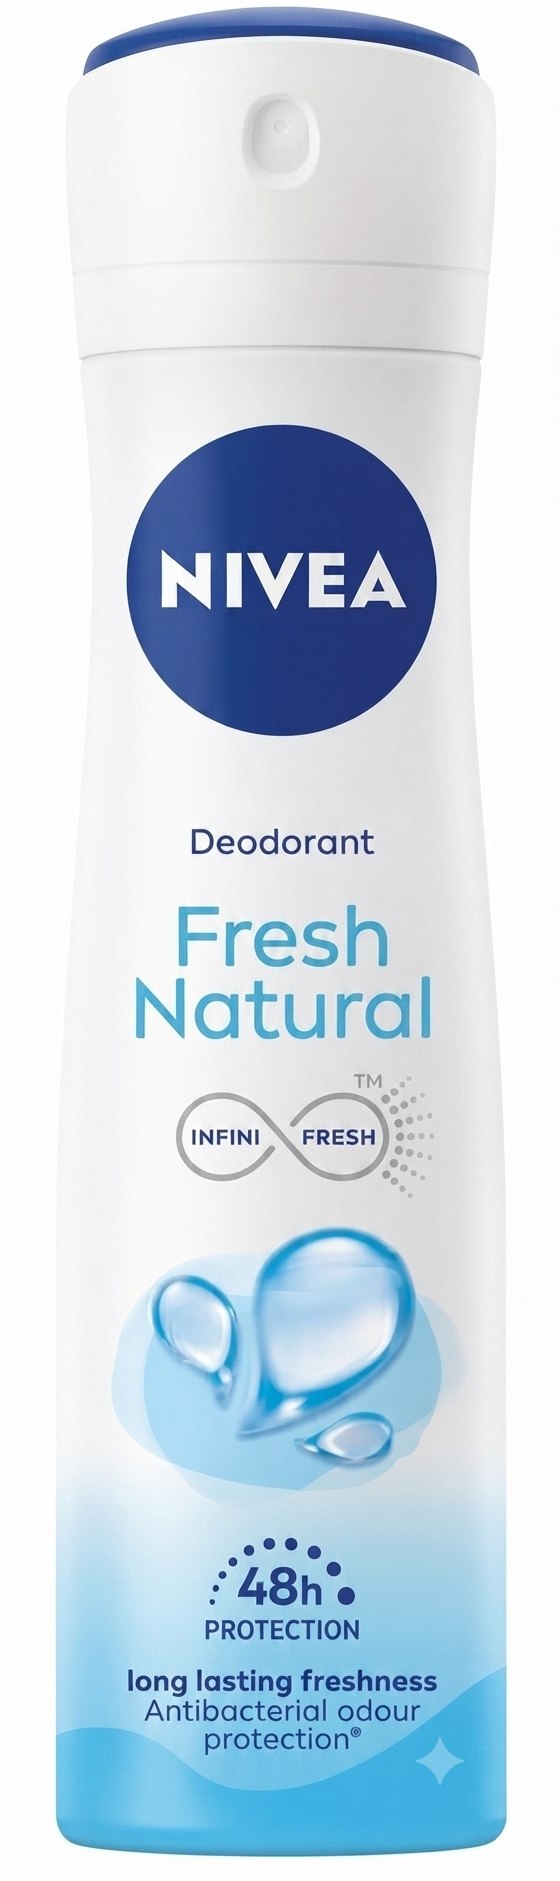 NIVEA
Deodorant
Fresh
Natural
TM
INFINI FRESH
48h
PROTECTION
long lasting freshness
Antibacterial odour
protection®